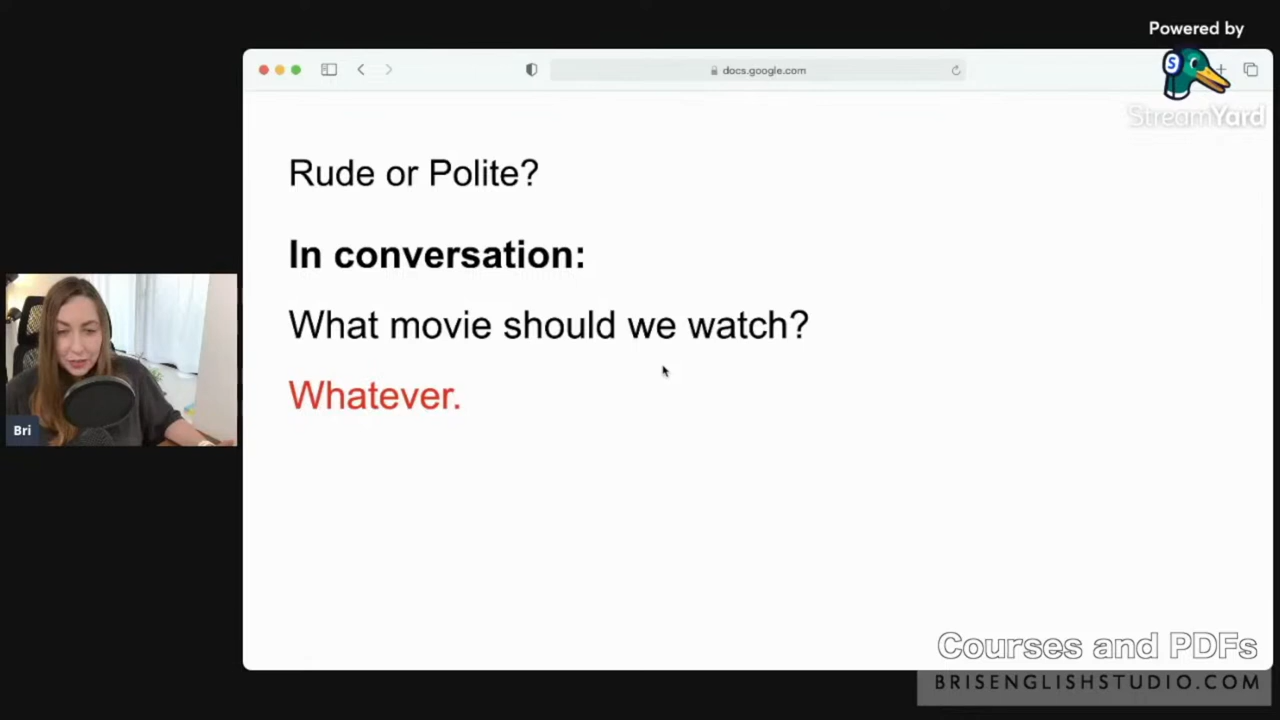 Powered by
StreamYard
docs.google.com
Rude or Polite?
In conversation:
What movie should we watch?
Whatever.
Bri
Courses and PDFs
BRISENGLISHSTUDIO.COM